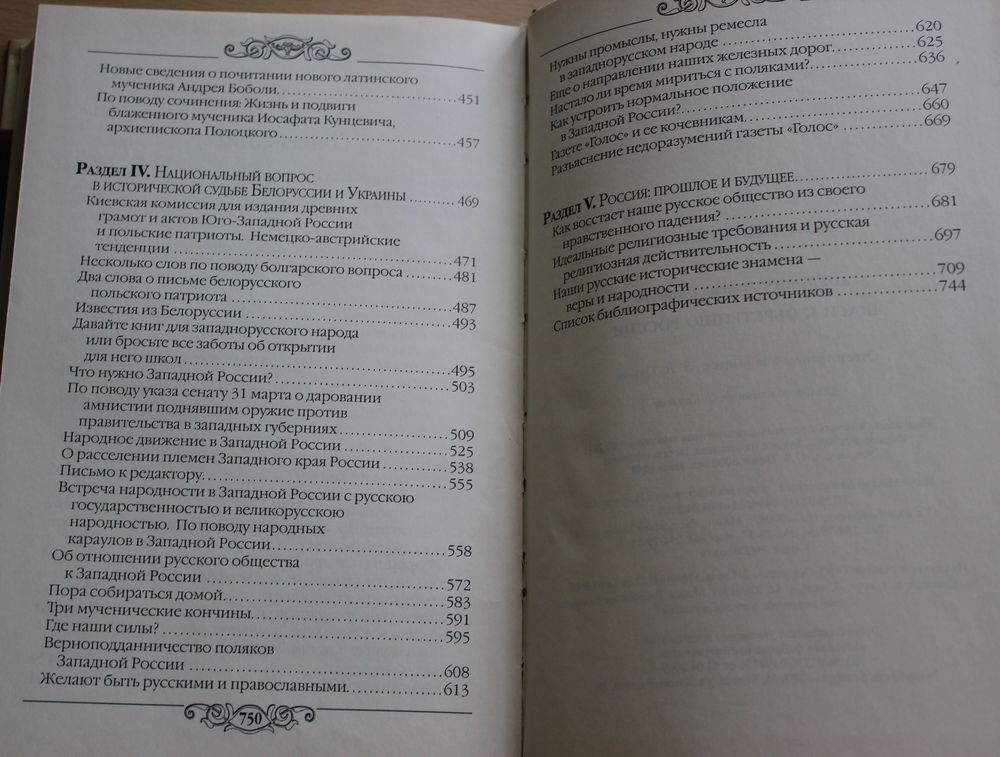 Новые сведения о почитании нового латинского
мученика Андрея Боболи.......................451
По поводу сочинения: Жизнь и подвиги
блаженного мученика Иосафата Кунцевича,
архиепископа Полоцкого.......................457
Раздел IV. Национальный вопрос
в исторической судьбе Белоруссии и Украины........469
Киевская комиссия для издания древних
грамот и актов Юго-Западной России
и польские патриоты. Немецко-австрийские
тенденции.......................471
Несколько слов по поводу болгарского вопроса........481
Два слова о письме белорусского
польского патриота.......................487
Известия из Белоруссии.......................493
Давайте книг для западнорусского народа
или бросьте все заботы об открытии
для него школ.......................495
Что нужно Западной России?.......................503
По поводу указа сенату 31 марта о даровании
амнистии поднявшим оружие против
правительства в западных губерниях...............509
Народное движение в Западной России...............525
О расселении племен Западного края России........538
Письмо к редактору.......................555
Встреча народности в Западной России с русскою
государственностью и великорусскою
народностью. По поводу народных
караулов в Западной России.......................558
Об отношении русского общества
к Западной России.......................572
Пора собираться домой.......................583
Три мученические кончины.......................591
Где наши силы?.......................595
Верноподданничество поляков
Западной России.......................608
Желают быть русскими и православными...............613
750
Нужны промыслы, нужны ремесла
в западнорусском народе.......................620
Еще о направлении наших железных дорог...............625
Настало ли время мириться с поляками?...............636
Как устроить нормальное положение
в Западной России?.......................647
Газете «Голос» и ее кочевникам.......................660
Разъяснение недоразумений газеты «Голос»...............669
Раздел V. Россия: прошлое и будущее...............679
Как восстает наше русское общество из своего
нравственного падения?.......................681
Идеальные религиозные требования и русская
религиозная действительность.......................697
Наши русские исторические знамена —
веры и народности.......................709
Список библиографических источников...............744